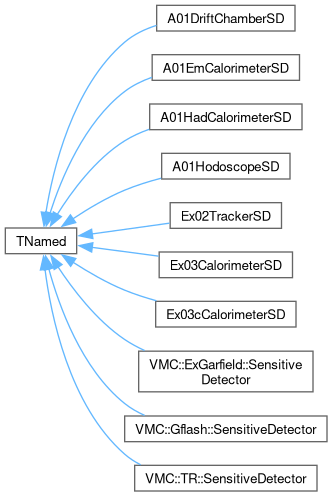 A01DriftChamberSD
A01EmCalorimeterSD
A01HadCalorimeterSD
A01HodoscopeSD
TNamed
Ex02TrackerSD
Ex03CalorimeterSD
Ex03cCalorimeterSD
VMC::ExGarfield::Sensitive
Detector
VMC::Gflash::SensitiveDetector
VMC::TR::SensitiveDetector